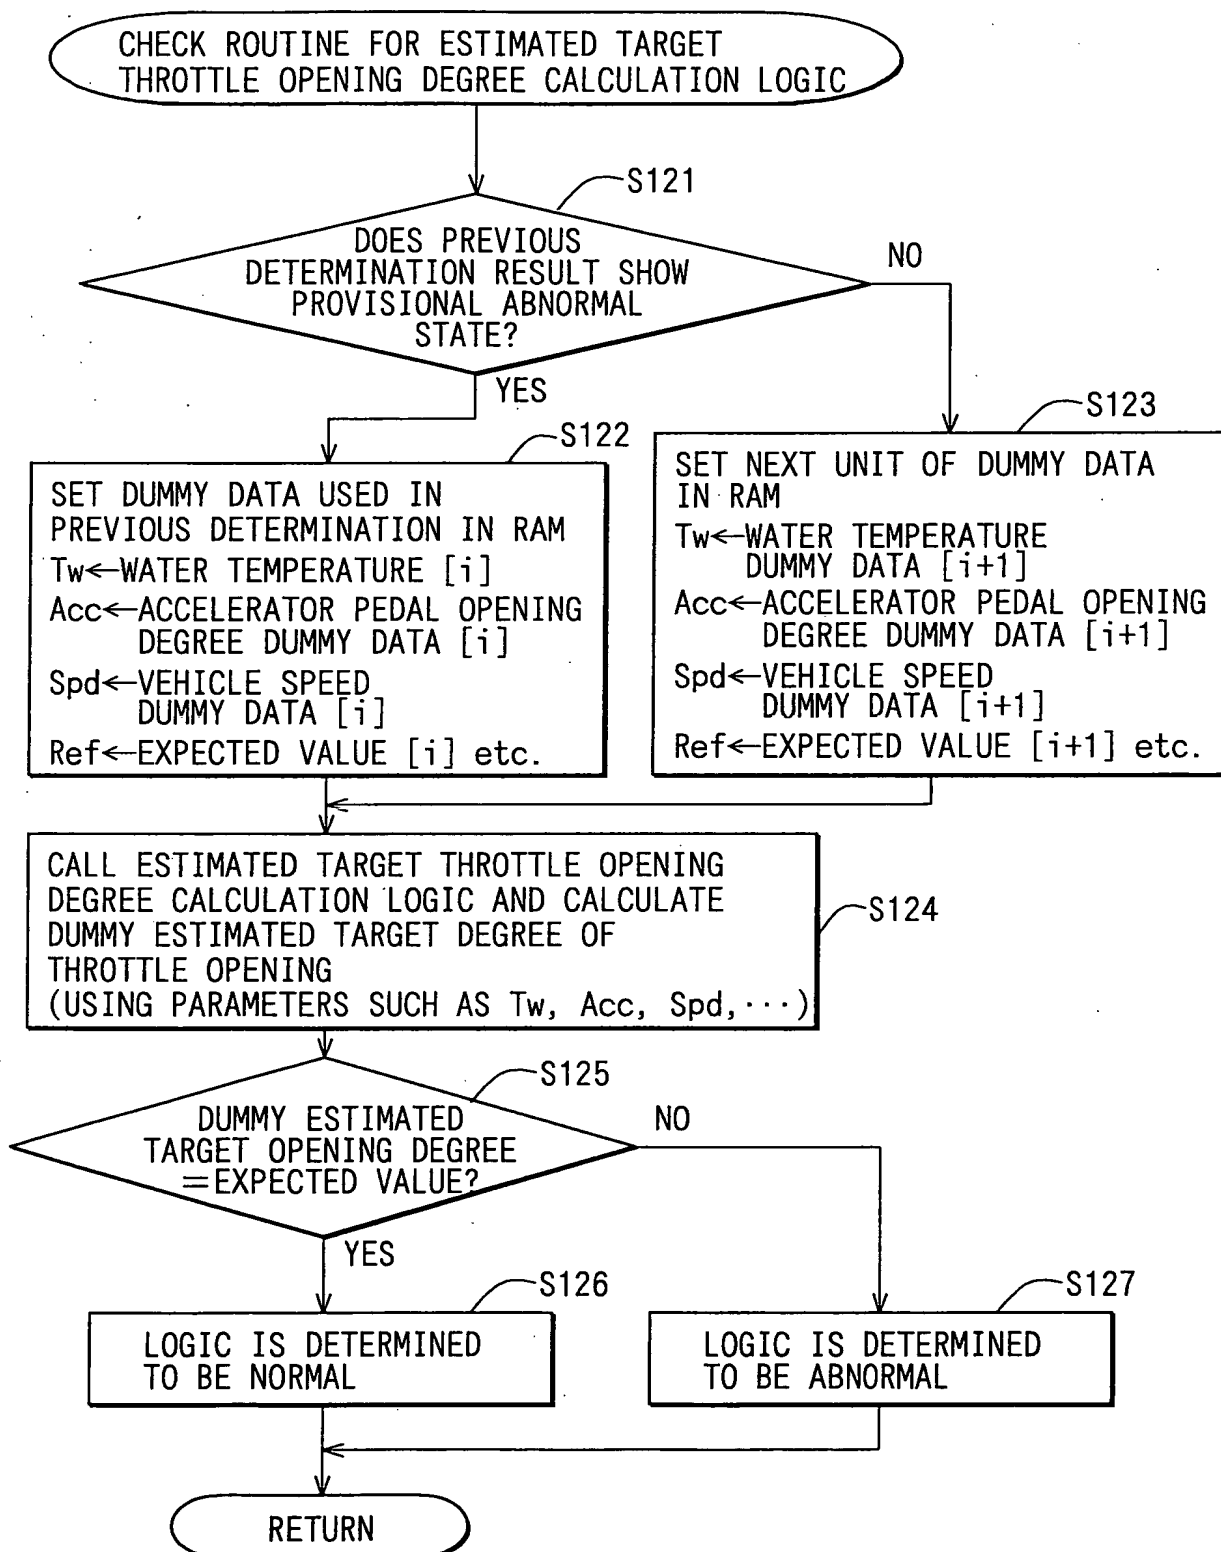 CHECK ROUTINE FOR ESTIMATED TARGET
THROTTLE OPENING DEGREE CALCULATION LOGIC
S121
DOES PREVIOUS
DETERMINATION RESULT SHOW
PROVISIONAL ABNORMAL
STATE?
NO
YES
S122
SET DUMMY DATA USED IN
PREVIOUS DETERMINATION IN RAM
Tw←WATER TEMPERATURE [i]
Acc←ACCELERATOR PEDAL OPENING
DEGREE DUMMY DATA [i]
Spd←VEHICLE SPEED
DUMMY DATA [i]
Ref←EXPECTED VALUE [i] etc.
S123
SET NEXT UNIT OF DUMMY DATA
IN RAM
Tw←WATER TEMPERATURE
DUMMY DATA [i+1]
Acc←ACCELERATOR PEDAL OPENING
DEGREE DUMMY DATA [i+1]
Spd←VEHICLE SPEED
DUMMY DATA [i+1]
Ref←EXPECTED VALUE [i+1] etc.
CALL ESTIMATED TARGET THROTTLE OPENING
DEGREE CALCULATION LOGIC AND CALCULATE
DUMMY ESTIMATED TARGET DEGREE OF
THROTTLE OPENING
(USING PARAMETERS SUCH AS Tw, Acc, Spd,···)
S124
S125
DUMMY ESTIMATED
TARGET OPENING DEGREE
=EXPECTED VALUE?
NO
YES
S126
LOGIC IS DETERMINED
TO BE NORMAL
S127
LOGIC IS DETERMINED
TO BE ABNORMAL
RETURN